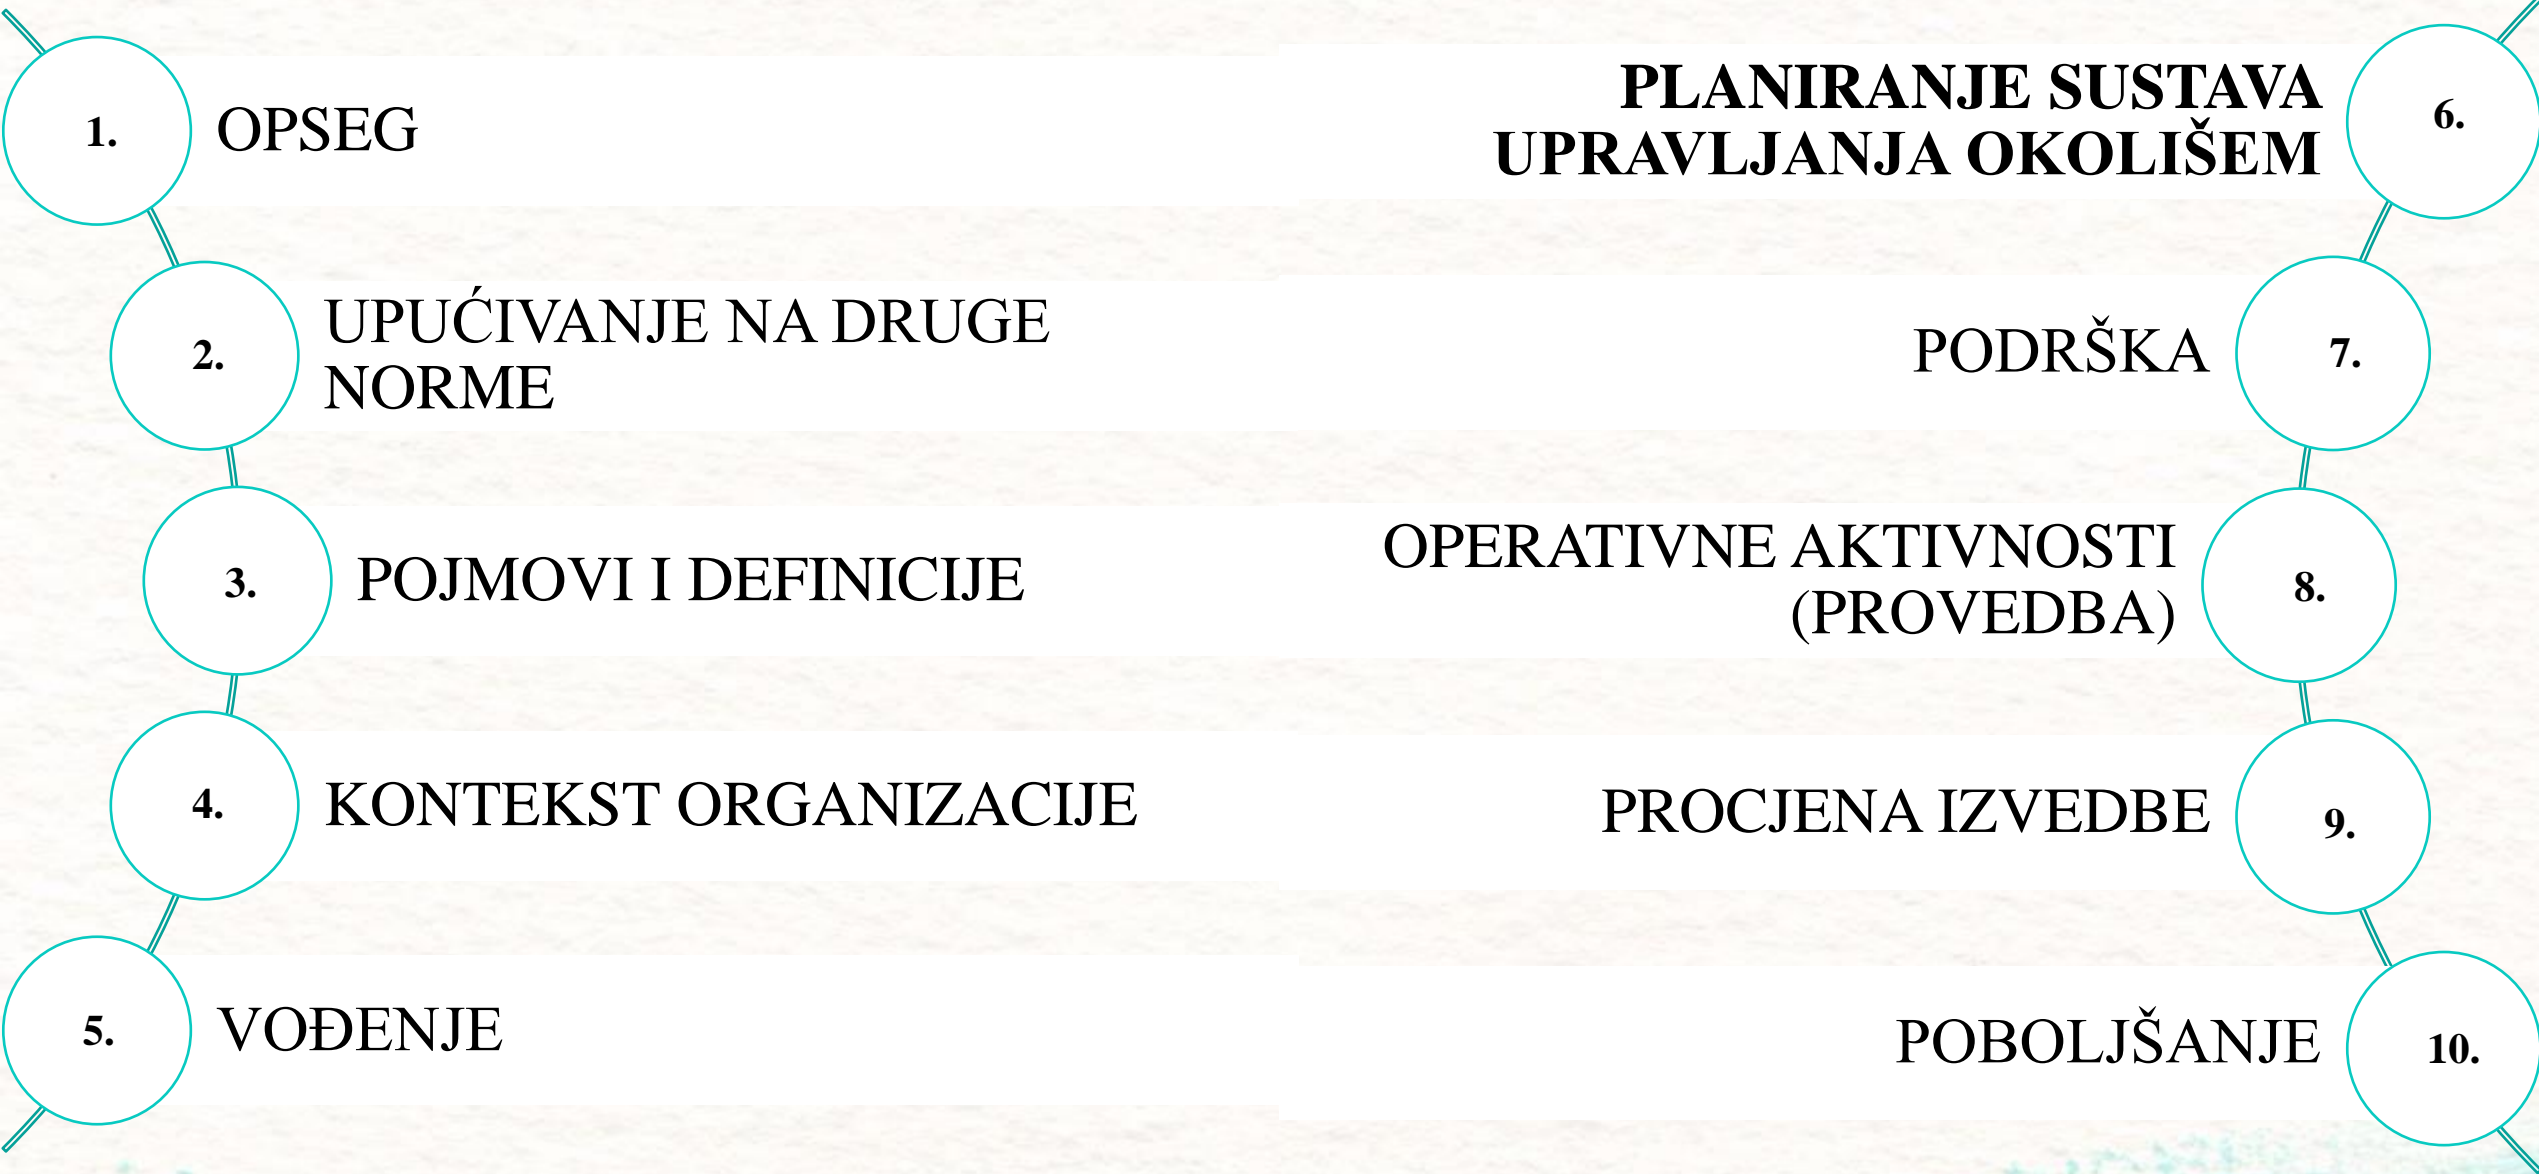 1.
OPSEG
2.
UPUĆIVANJE NA DRUGE
NORME
3.
POJMOVI I DEFINICIJE
4.
KONTEKST ORGANIZACIJE
5.
VOĐENJE
PLANIRANJE SUSTAVA
UPRAVLJANJA OKOLIŠEM
6.
PODRŠKA
7.
OPERATIVNE AKTIVNOSTI
(PROVEDBA)
8.
PROCJENA IZVEDBE
9.
POBOLJŠANJE
10.